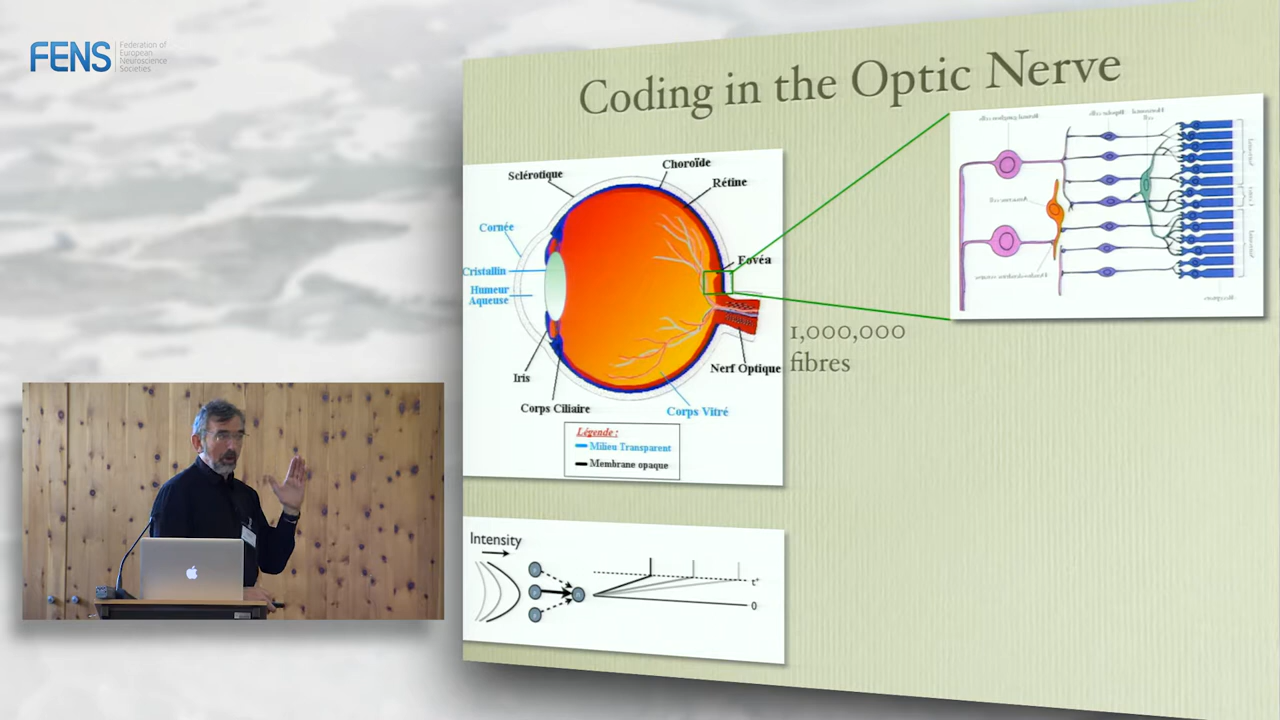 FENS
Federation of
European
Neuroscience
Societies
Coding in the Optic Nerve
Choroïde
Sclérotique
Rétine
Cornée
Fovéa
Cristallin
Humeur
Aqueuse
1,000,000
fibres
Nerf Optique
Iris
Corps Ciliaire
Corps Vitré
Légende :
Milieu Transparent
Membrane opaque
Intensity
t'
0